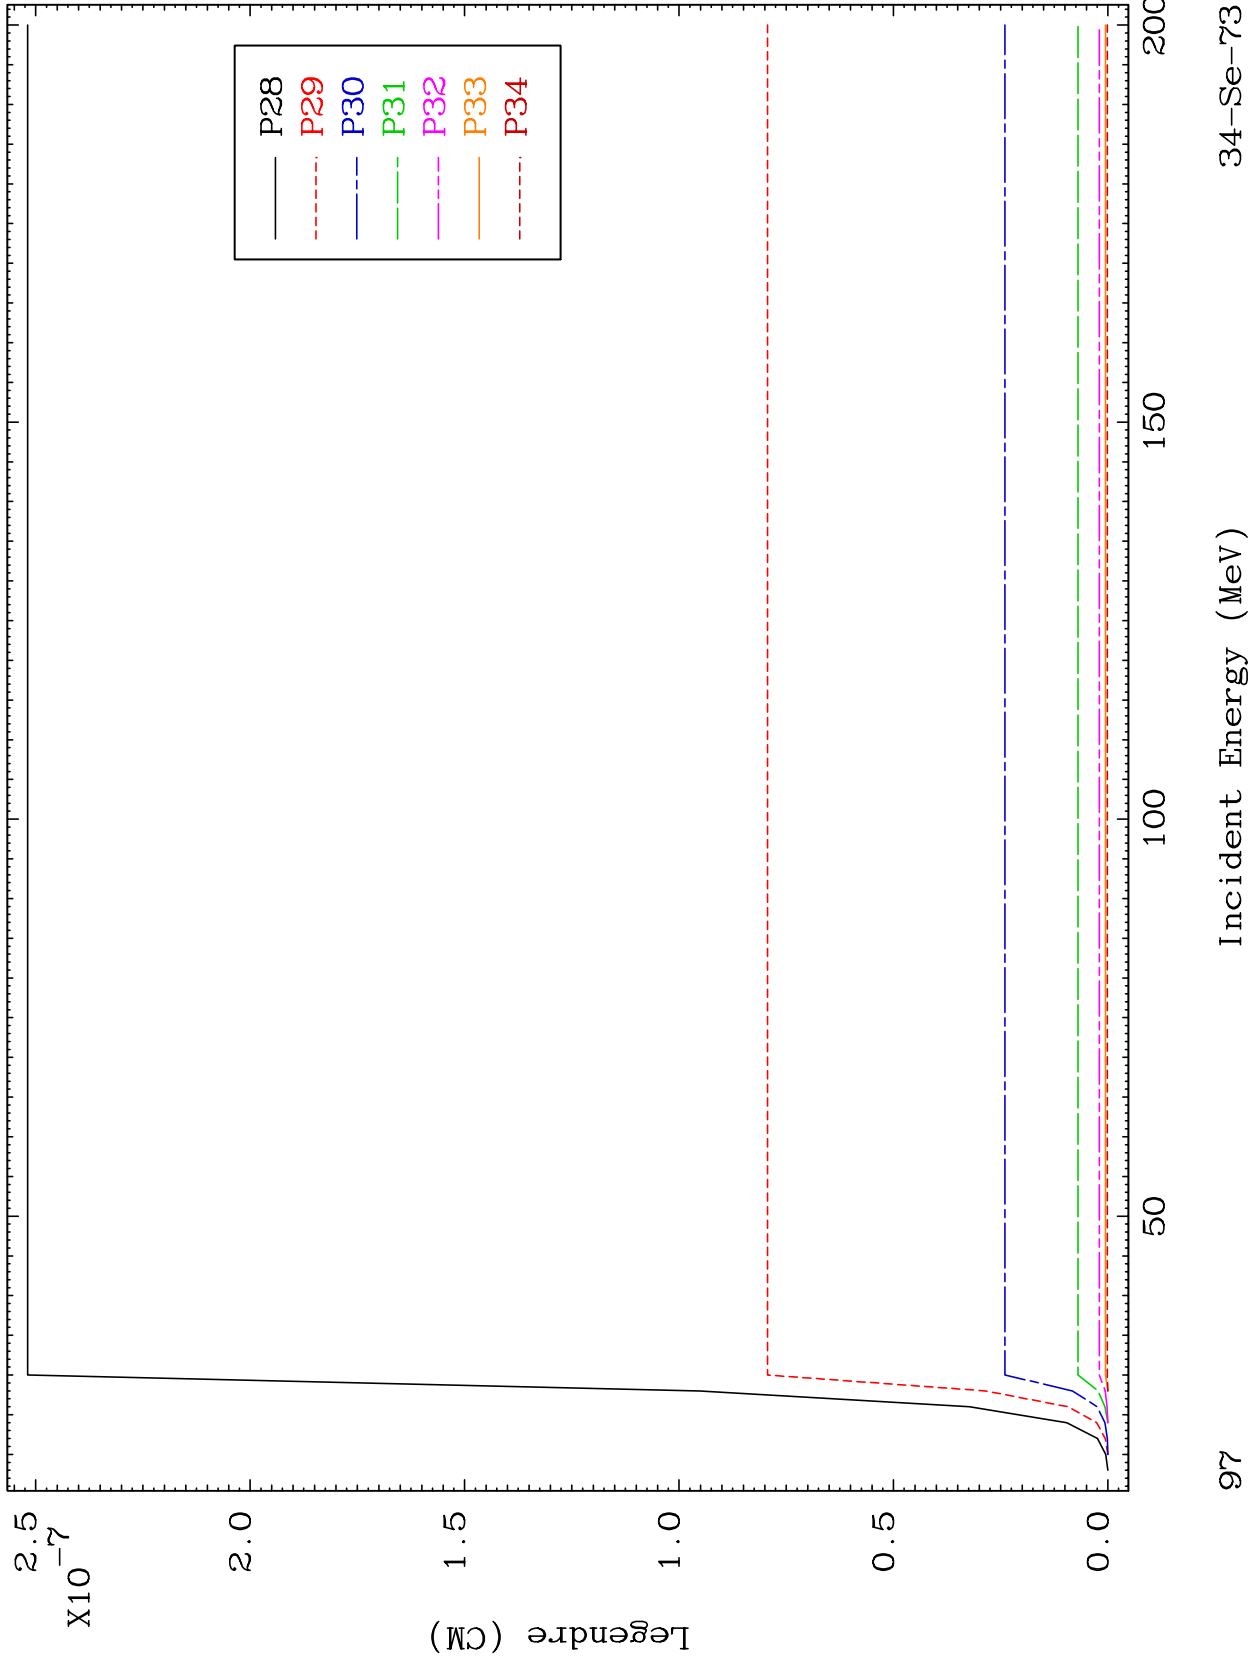 2.5
X10-7
2.0
1.5
1.0
0.5
0.0
Legendre (CM)
P28
P29
P30
P31
P32
P33
P34
50
100
150
200
Incident Energy (MeV)
97
34-Se-73